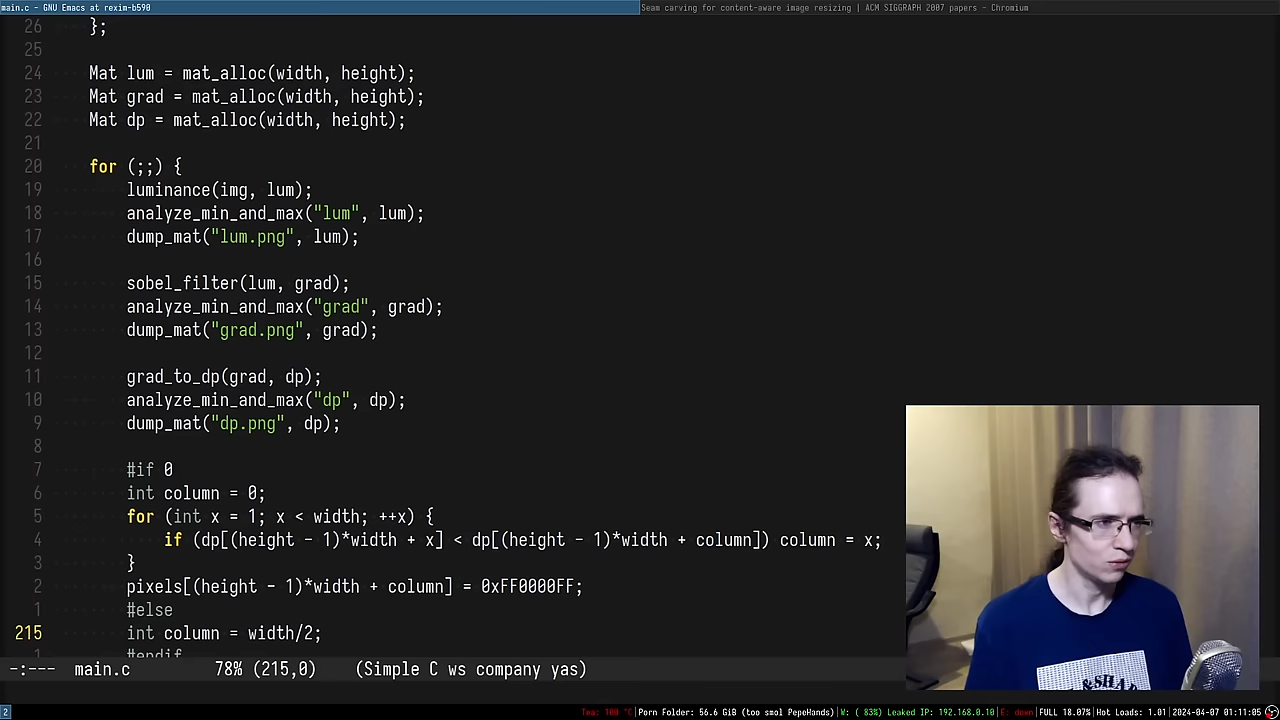 main.c - GNU Emacs at rexim-b590
Seam carving for content-aware image resizing | ACM SIGGRAPH 2007 papers - Chromium
26 };
25
24 Mat lum = mat_alloc(width, height);
23 Mat grad = mat_alloc(width, height);
22 Mat dp = mat_alloc(width, height);
21
20 for (;;) {
19 luminance(img, lum);
18 analyze_min_and_max("lum", lum);
17 dump_mat("lum.png", lum);
16
15 sobel_filter(lum, grad);
14 analyze_min_and_max("grad", grad);
13 dump_mat("grad.png", grad);
12
11 grad_to_dp(grad, dp);
10 analyze_min_and_max("dp", dp);
9 dump_mat("dp.png", dp);
8
7 #if 0
6 int column = 0;
5 for (int x = 1; x < width; ++x) {
4 if (dp[(height - 1)*width + x] < dp[(height - 1)*width + column]) column = x;
3 }
2 pixels[(height - 1)*width + column] = 0xFF0000FF;
1 #else
215 int column = width/2;
1 #endif
-:--- main.c 78% (215,0) (Simple C ws company yas)
2 Tea: 100 °C|Porn Folder: 56.6 GiB (too smol PepeHands)|W: ( 83%) Leaked IP: 192.168.0.10|E: down|FULL 18.07%|Hot Loads: 1.01|2024-04-07 01:11:05